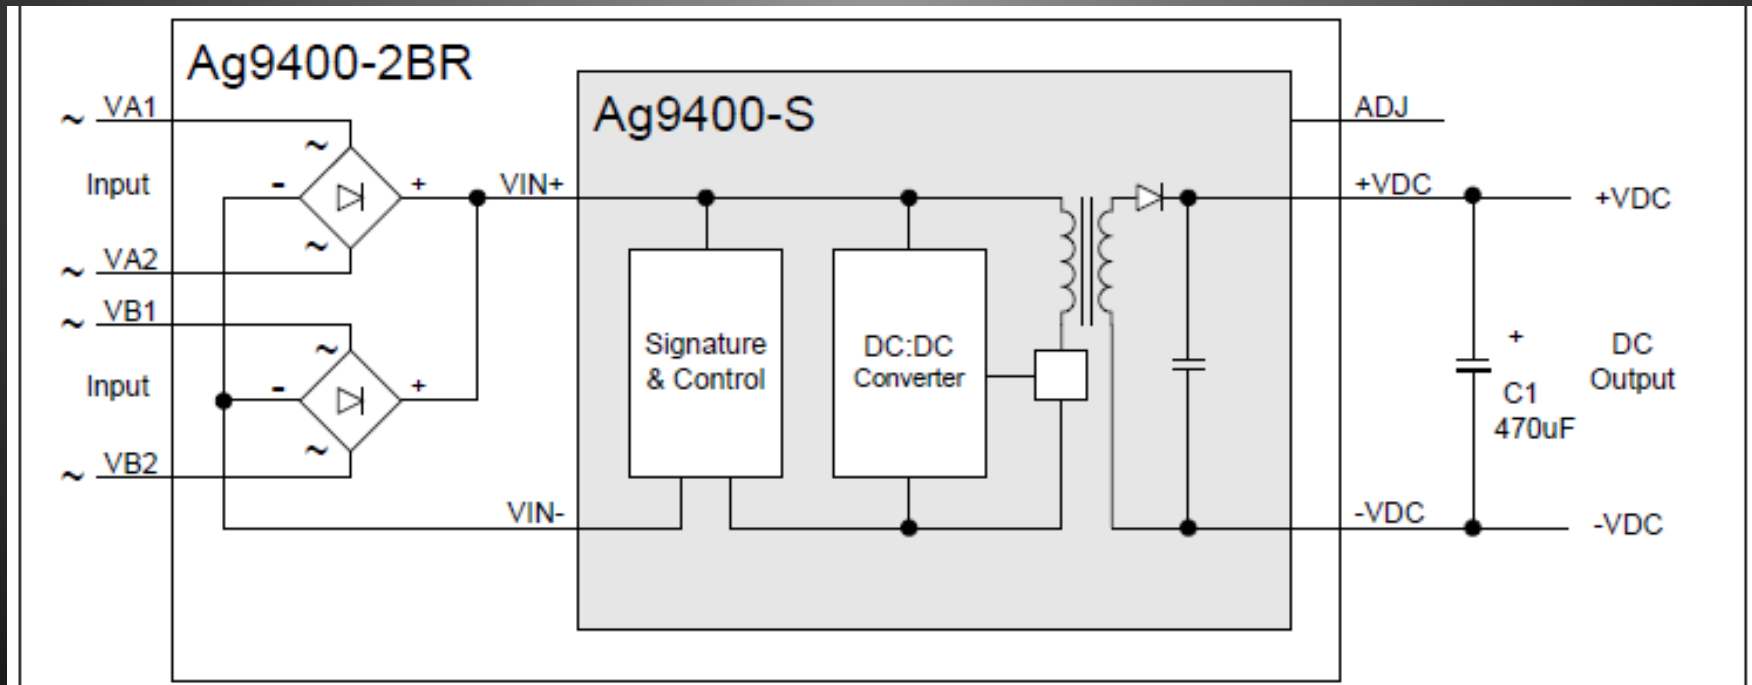 Ag9400-2BR
Ag9400-S
~ VA1
ADJ
~
Input
-
+
VIN+
+VDC
+VDC
~
~ VA2
~ VB1
Signature
& Control
DC:DC
Converter
+
DC
Output
~
Input
-
+
C1
470uF
~
~ VB2
VIN-
-VDC
-VDC